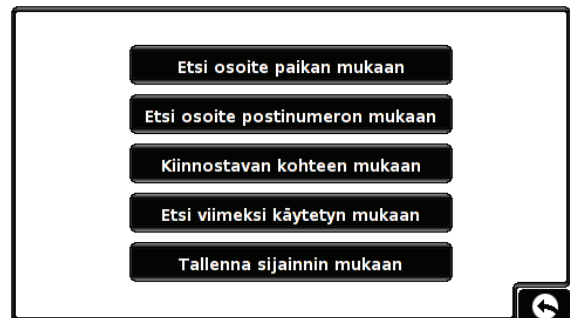 Etsi osoite paikan mukaan
Etsi osoite postinumeron mukaan
Kiinnostavan kohteen mukaan
Etsi viimeksi käytetyn mukaan
Tallenna sijainnin mukaan